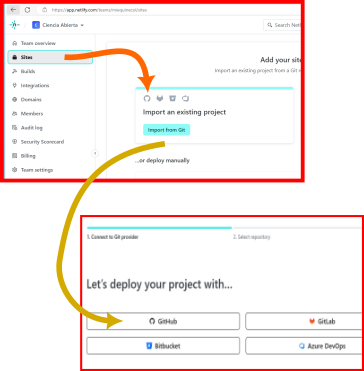 https://app.netlify.com/teams/
Ciencia Abierta
Search Netl
Team overview
Sites
Builds
Integrations
Domains
Members
Audit log
Security Scorecard
Billing
Team settings
Add your site
Import an existing project from a Git
Import an existing project
Import from Git
...or deploy manually
1. Connect to Git provider
2. Select repository
Let's deploy your project with...
GitHub
GitLab
Bitbucket
Azure DevOps